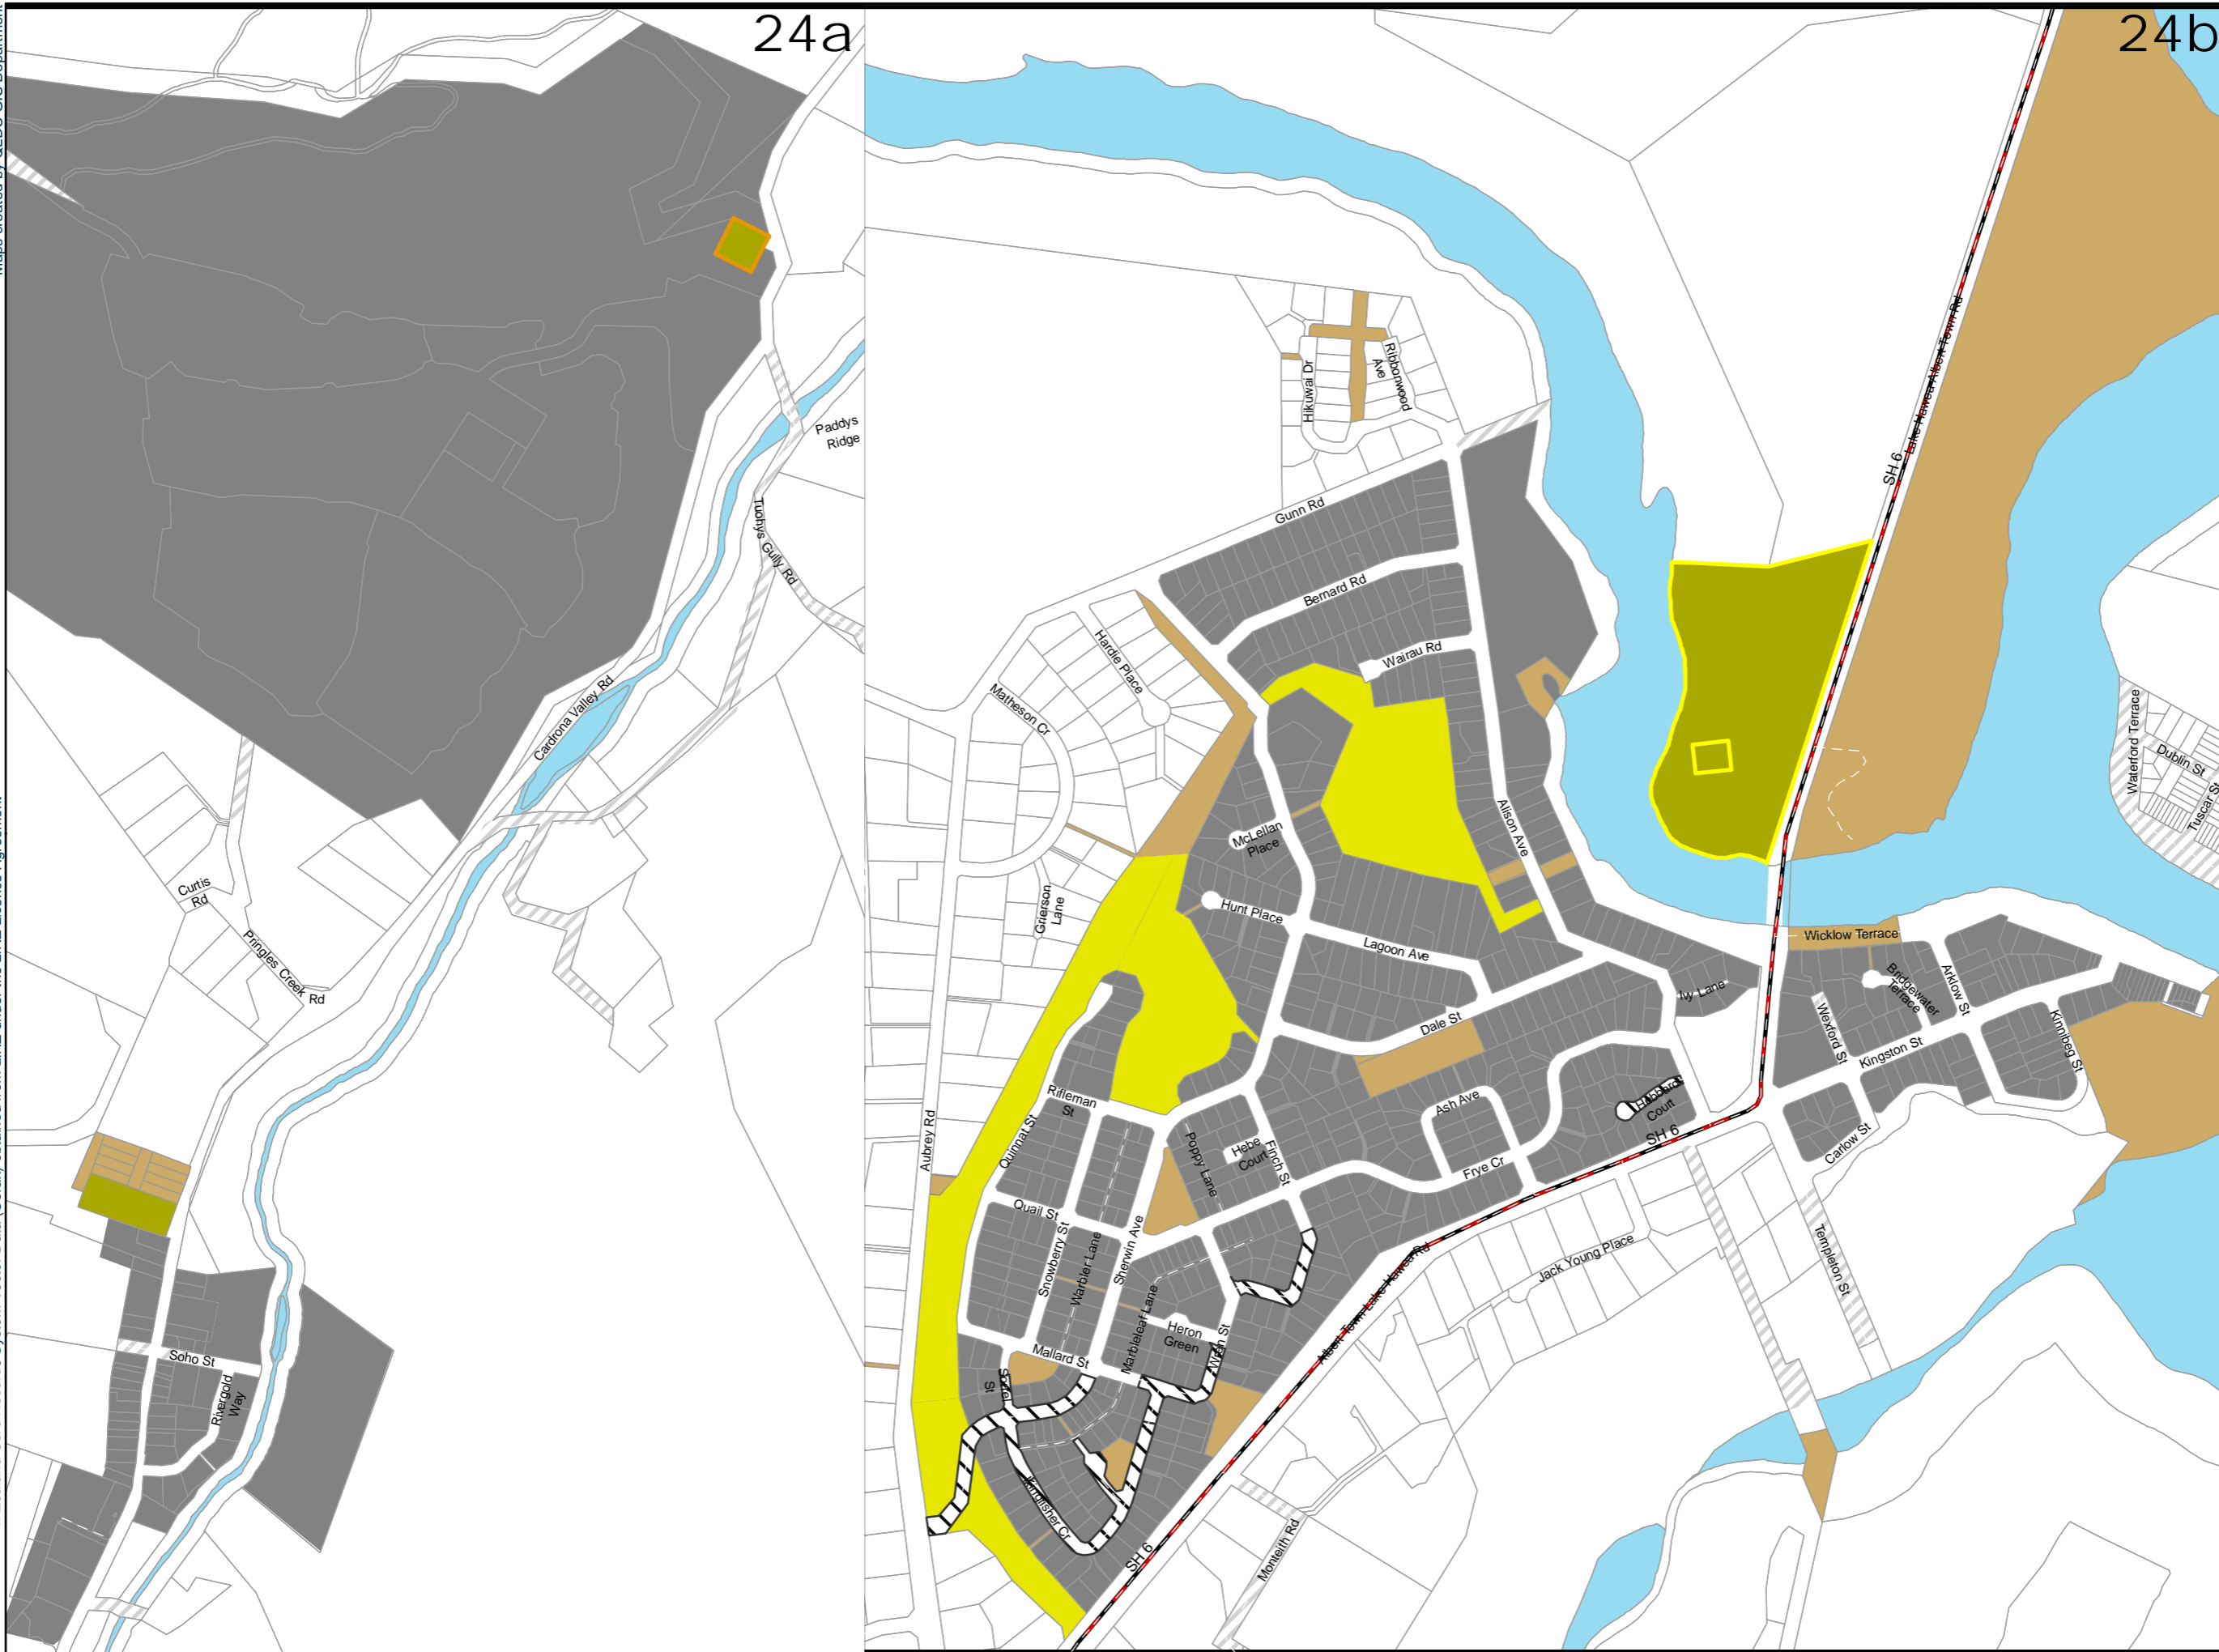 24a
24b
Paddys
Ridge
Tuohys Gully Rd
Cardrona Valley Rd
Curtis
Rd
Pringles Creek Rd
Soho St
Rivergold
Way
SH 6
Lake Hawea-Albert Town Rd
Hikuwai Dr
Ribbonwood
Ave
Gunn Rd
Bernard Rd
Wairau Rd
Hardie Place
Matheson Cr
Alison Ave
McLellan
Place
Grierson
Lane
Hunt Place
Lagoon Ave
Waterford Terrace
Dublin St
Tuscar St
Wicklow Terrace
Bridgewater
Terrace
Arklow St
Ivy Lane
Wexford St
Kingston St
Kinnibeg St
Dale St
Rifleman
St
Ash Ave
Hebbard
Court
SH 6
Carlow St
Aubrey Rd
Quinnat St
Poppy Lane
Hebe
Court
Finch St
Frye Cr
Quail St
Snowberry St
Warbler Lane
Sherwin Ave
Jack Young Place
Templeton St
Albert Town-Lake Hawea Rd
Marbleleaf Lane
Heron
Green
Wren St
Mallard St
Sorrel
St
Kingfisher Cr
SH 6
Monteith Rd